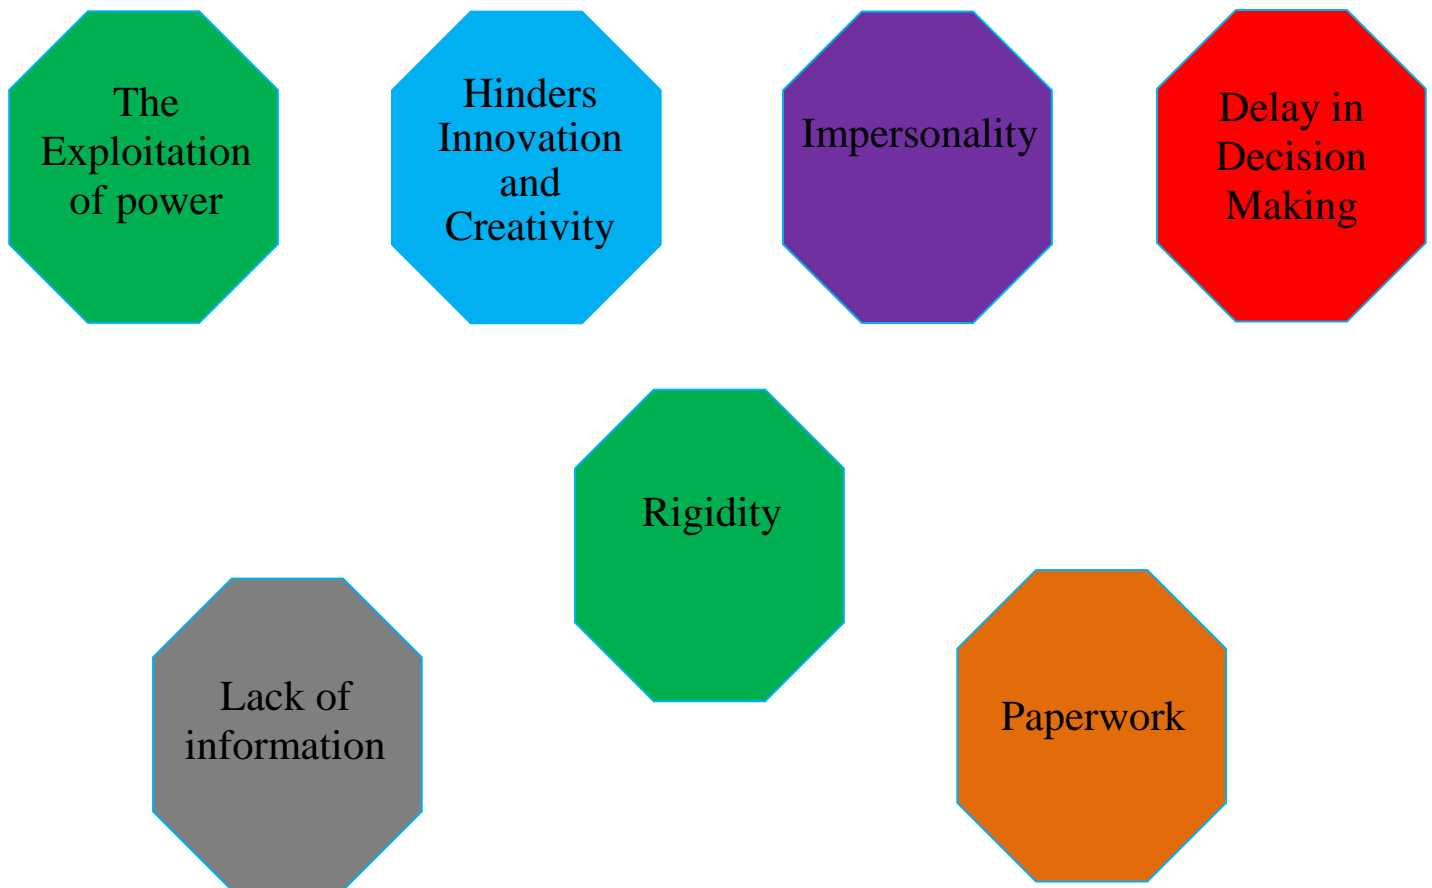 The
Exploitation
of power
Hinders
Innovation
and
Creativity
Impersonality
Delay in
Decision
Making
Rigidity
Lack of
information
Paperwork